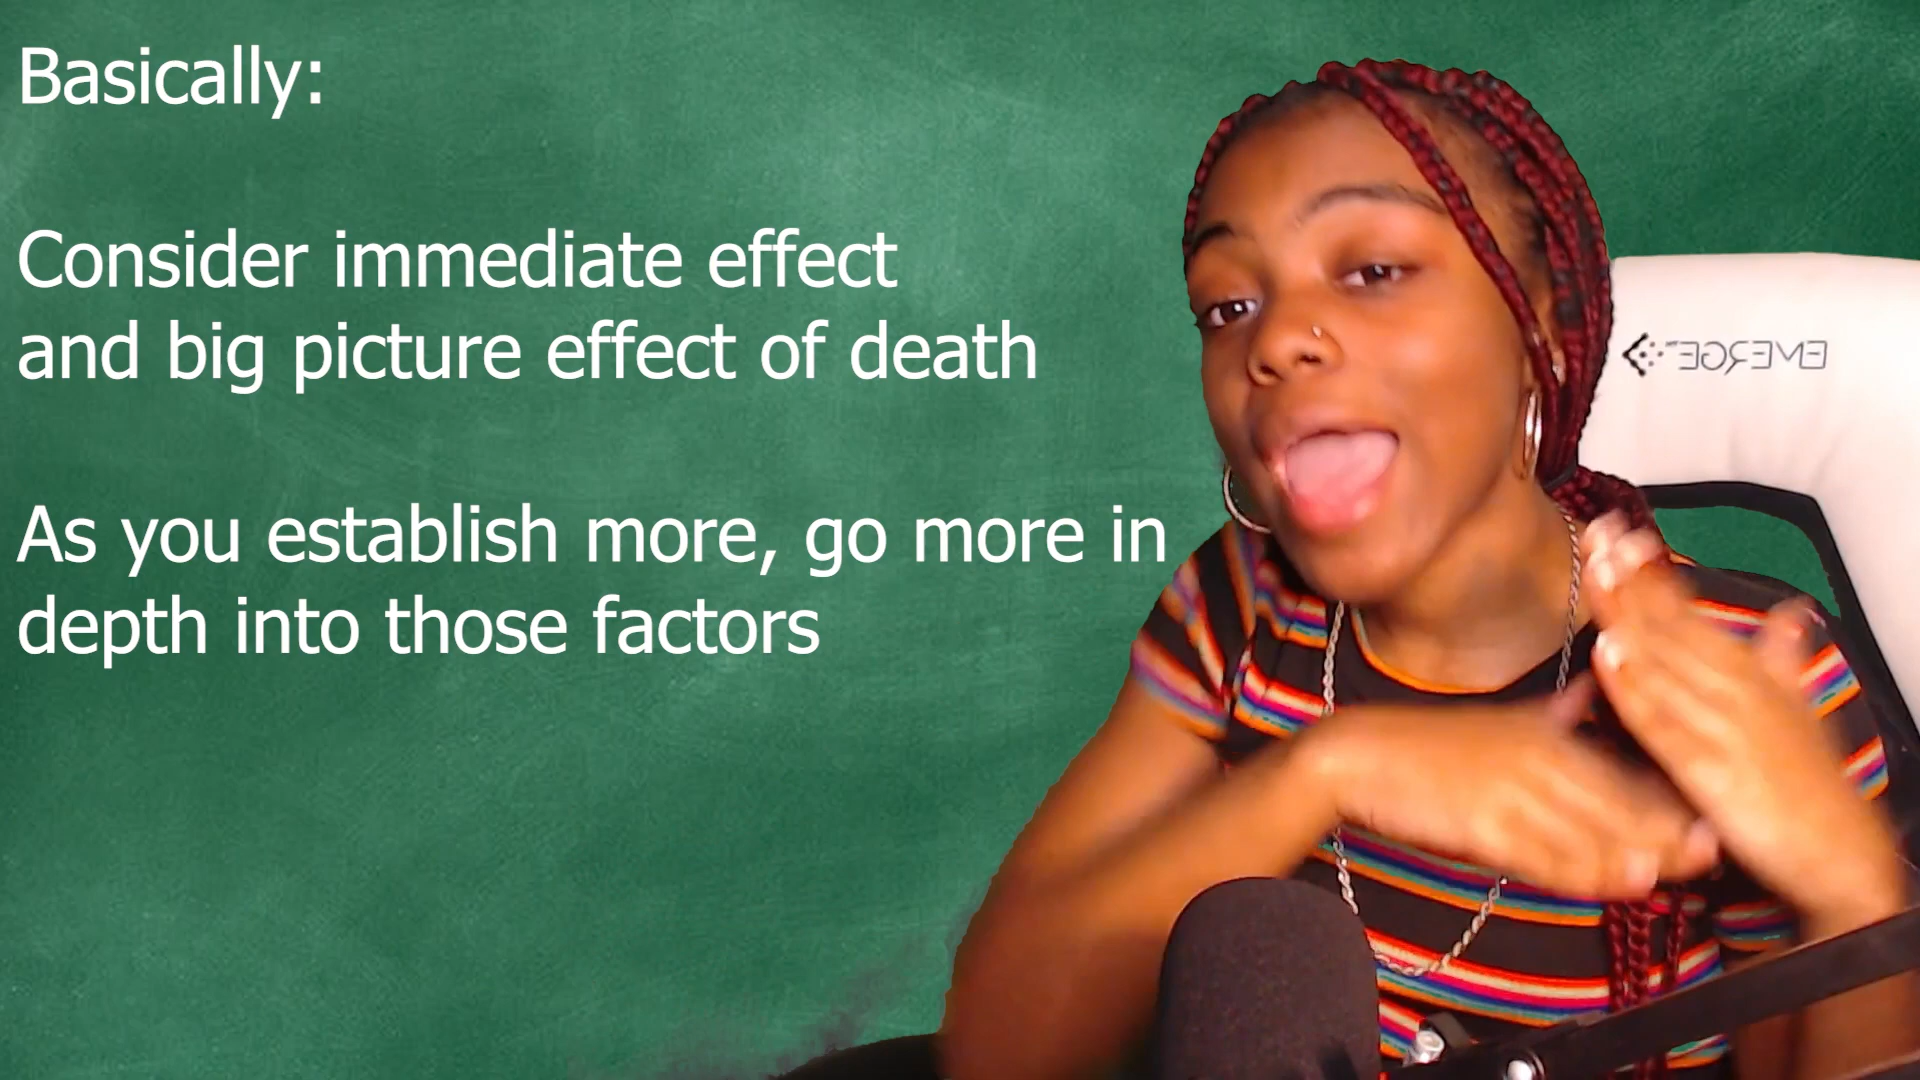 Basically:
Consider immediate effect
and big picture effect of death
As you establish more, go more in
depth into those factors
EMERGE